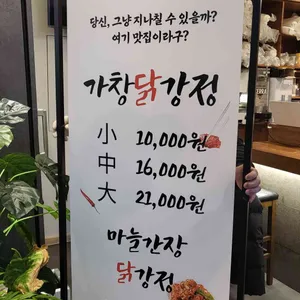 당신, 그냥 지나칠 수 있을까?
여기 맛집이라구?
가창닭강정
小 10,000원
中 16,000원
大 21,000원
마늘간장
닭강정